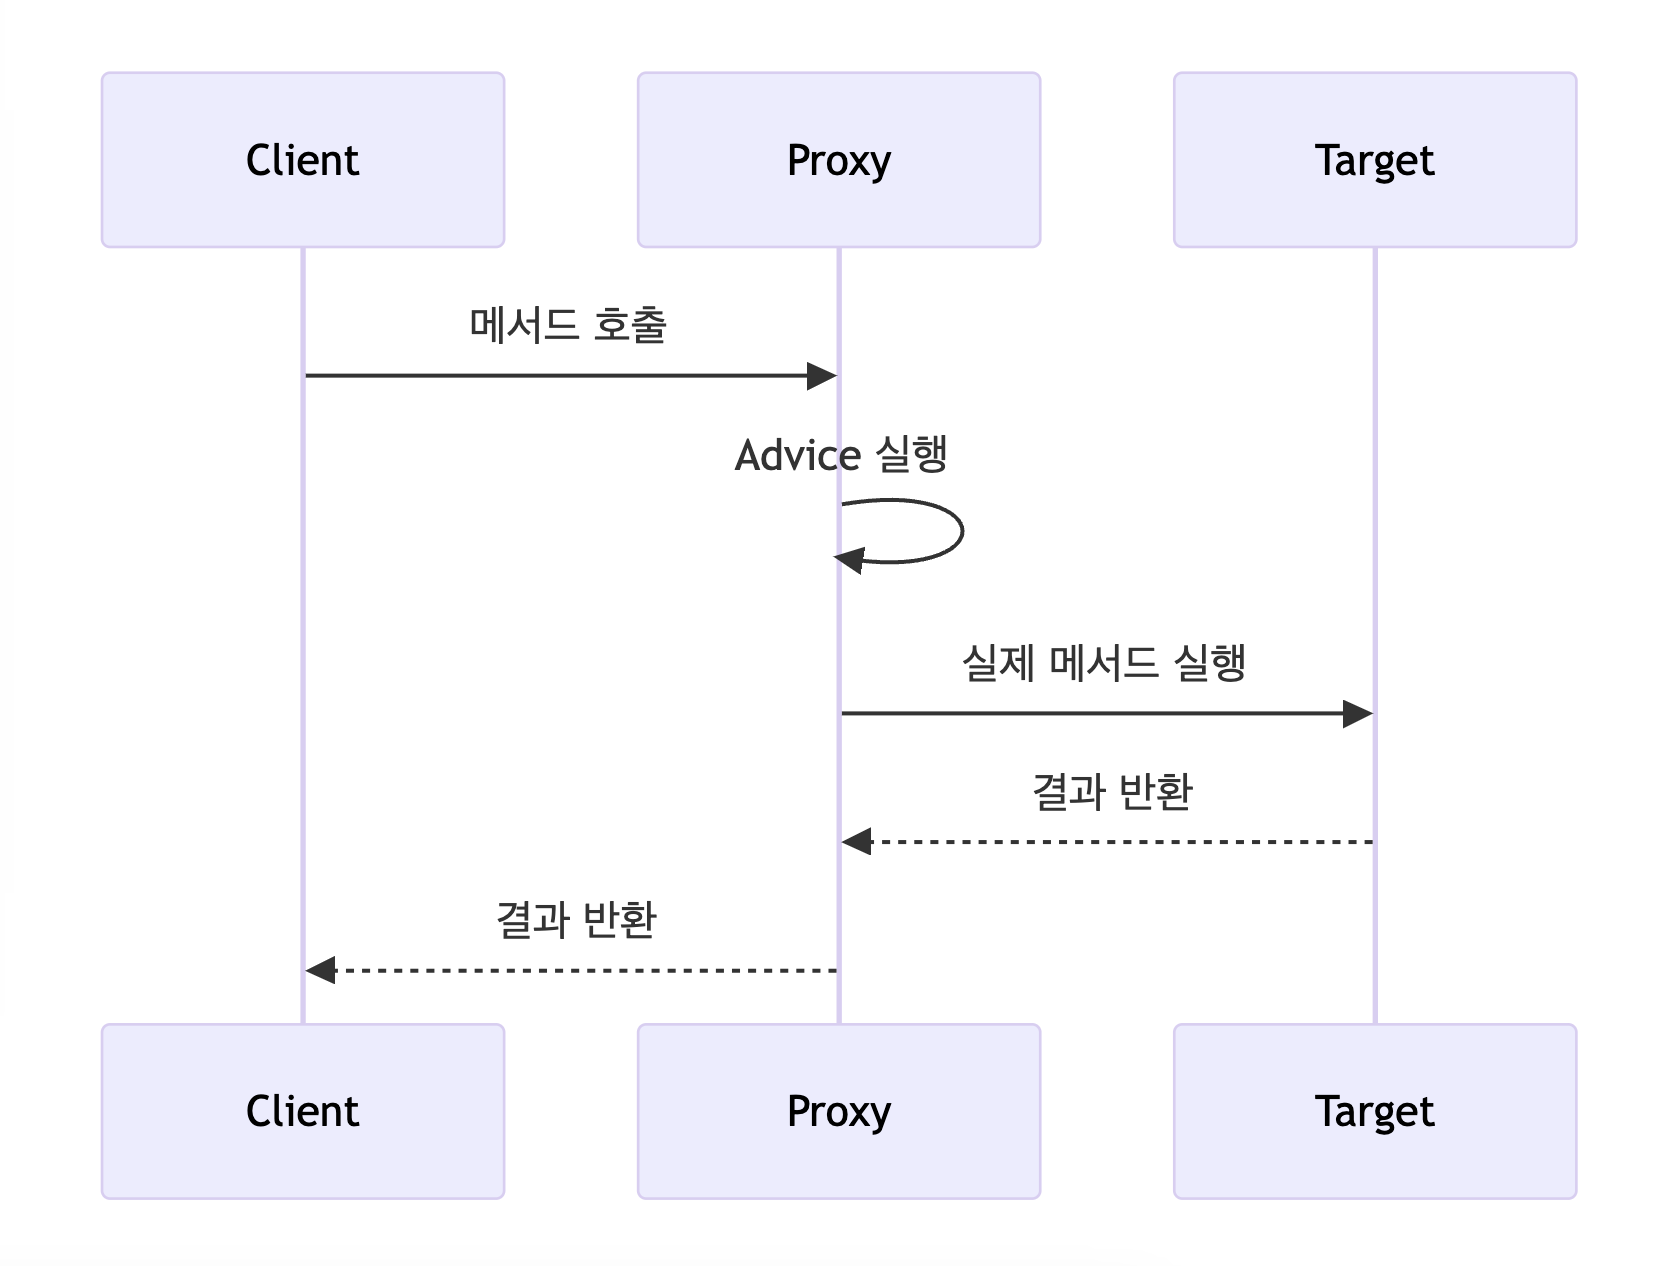 Client
Proxy
Target
메서드 호출
Advice 실행
실제 메서드 실행
결과 반환
결과 반환
Client
Proxy
Target